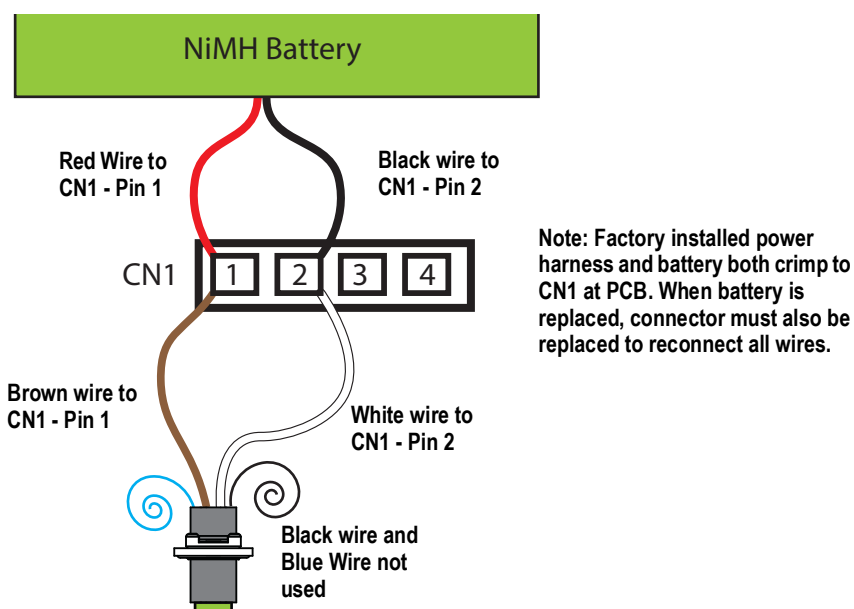 NiMH Battery
Red Wire to
CN1 - Pin 1
Black wire to
CN1 - Pin 2
CN1
1
2
3
4
Note: Factory installed power
harness and battery both crimp to
CN1 at PCB. When battery is
replaced, connector must also be
replaced to reconnect all wires.
Brown wire to
CN1 - Pin 1
White wire to
CN1 - Pin 2
Black wire and
Blue Wire not
used